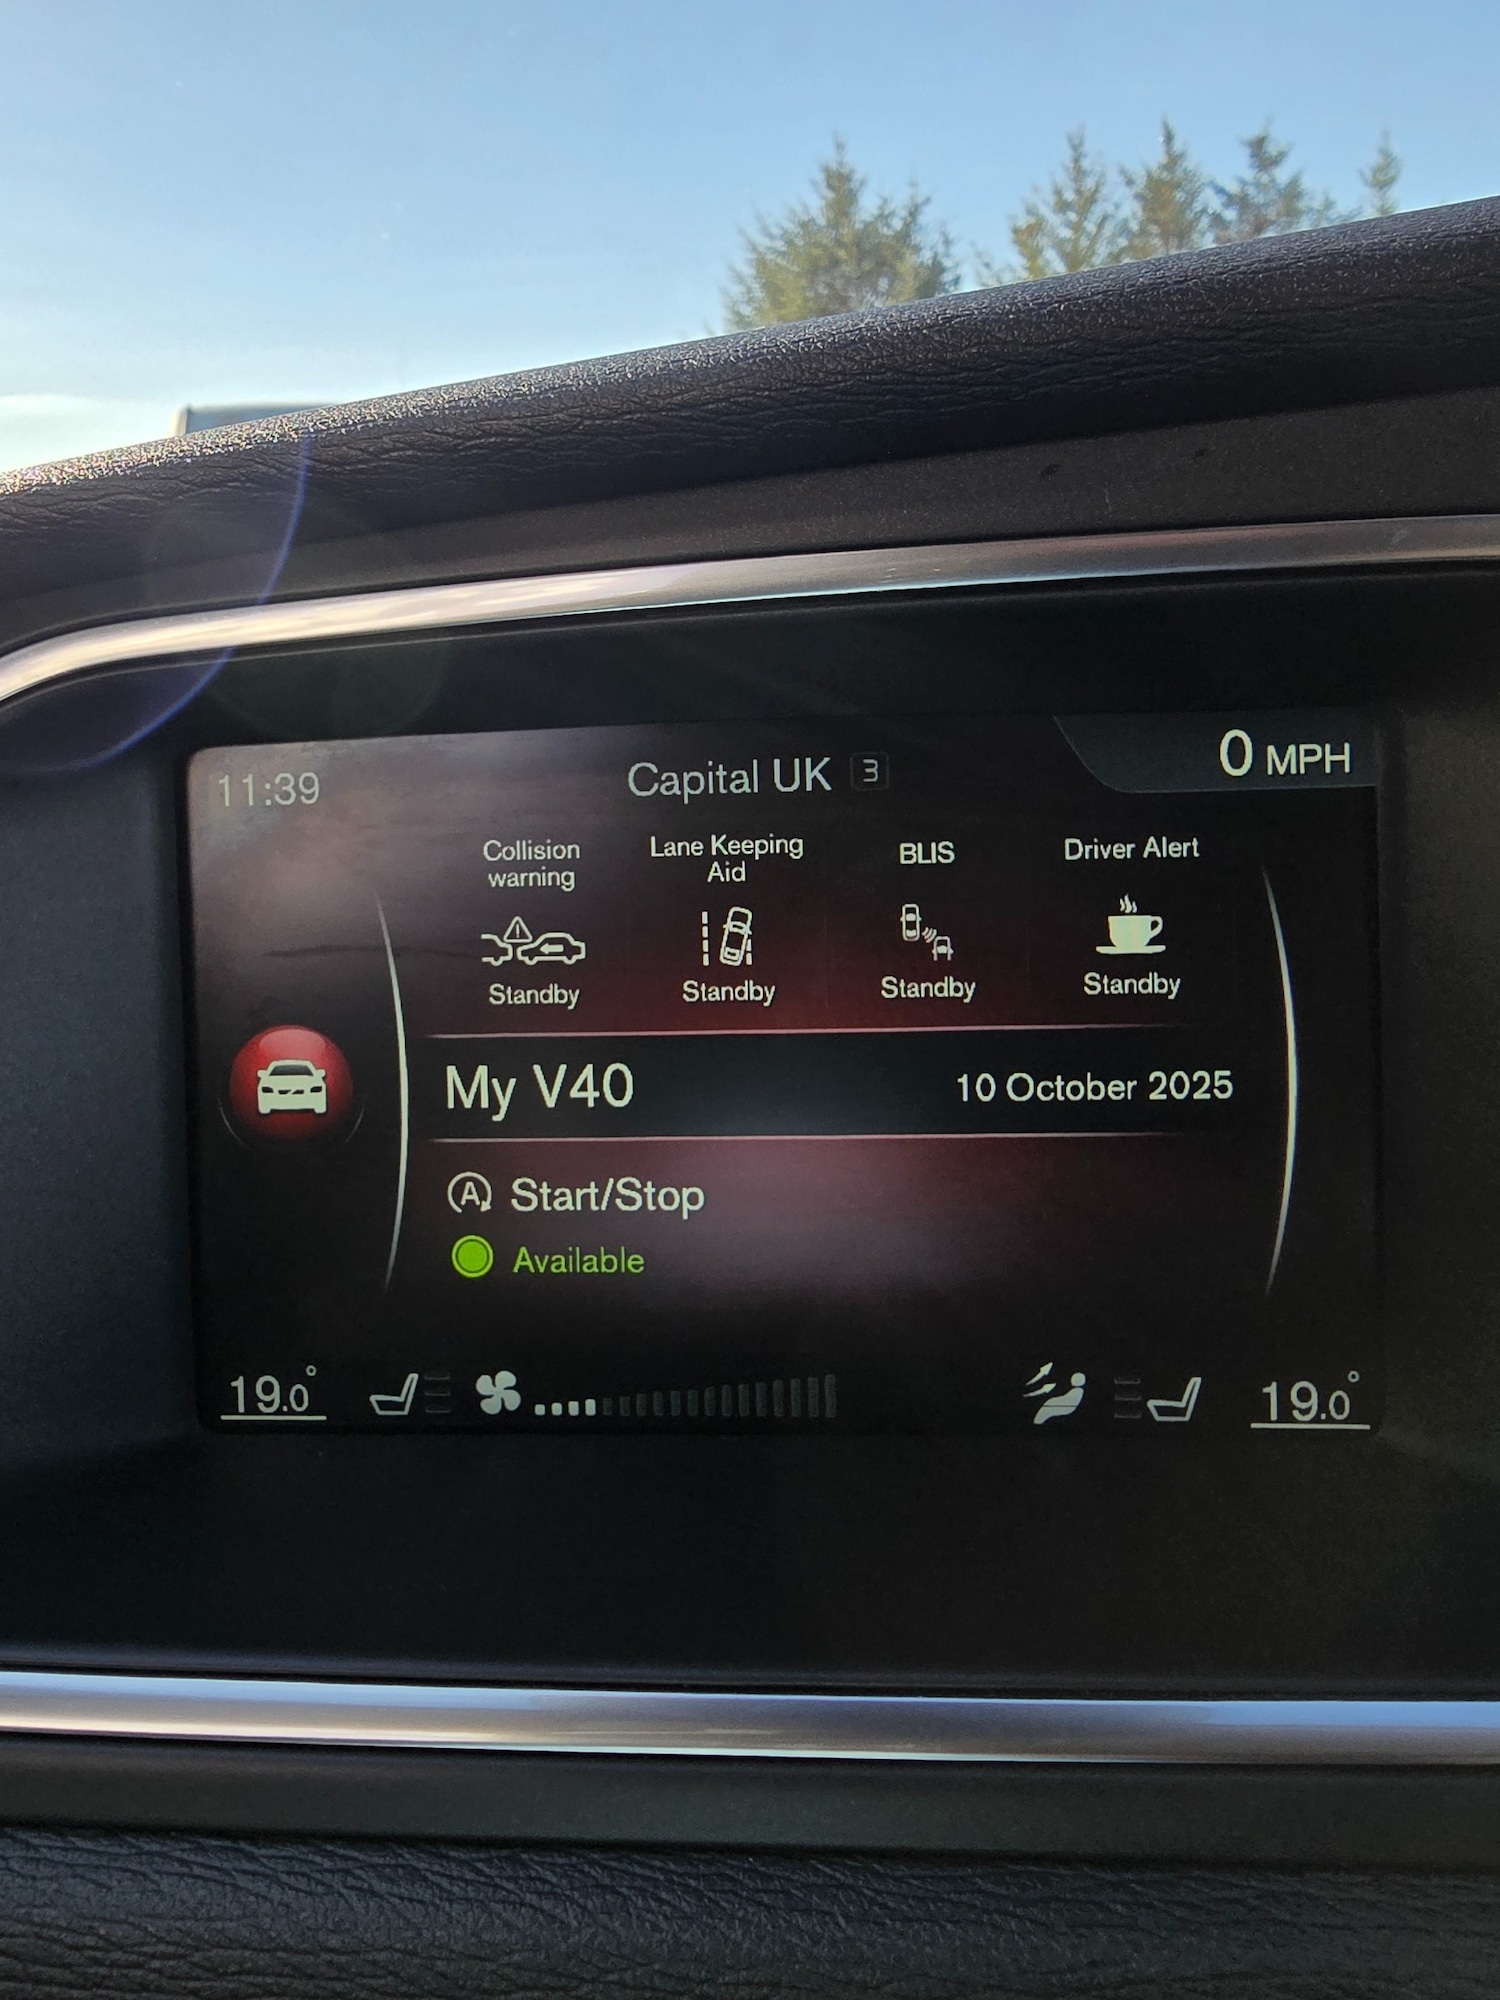 11:39
Capital UK 3
0 MPH
Collision
warning
Lane Keeping
Aid
BLIS
Driver Alert
Standby
Standby
Standby
Standby
My V40
10 October 2025
A Start/Stop
Available
19.0°
19.0°